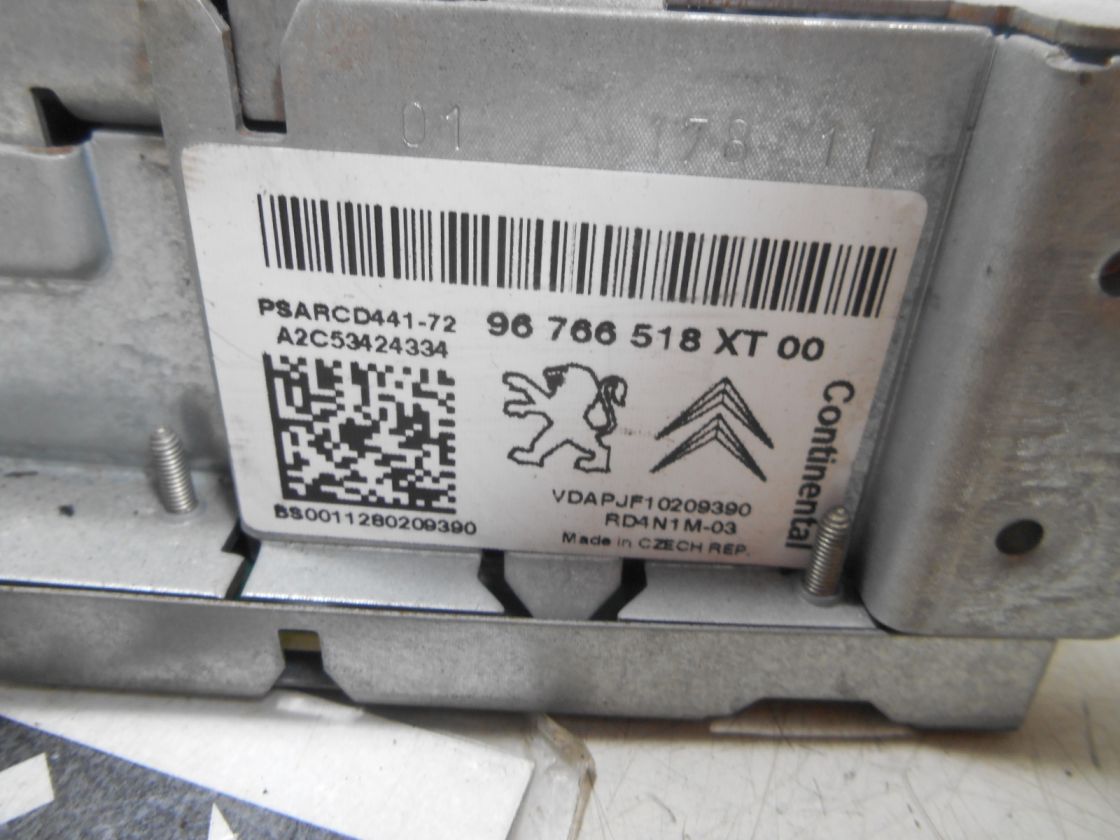 01 178-11
PSARCD441-72
A2C53424334
96 766 518 XT 00
Continental
BS0011280209390
VDAPJF10209390
RD4N1M-03
Made in CZECH REP.